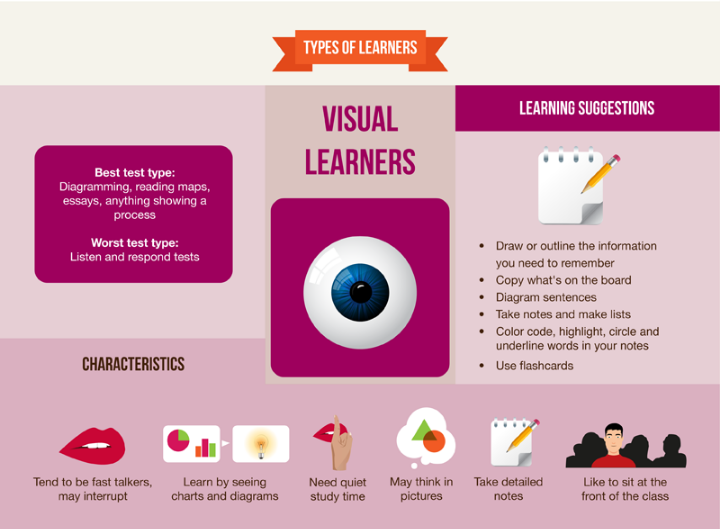 TYPES OF LEARNERS
VISUAL
LEARNERS
Best test type:
Diagramming, reading maps,
essays, anything showing a
process
Worst test type:
Listen and respond tests
LEARNING SUGGESTIONS
• Draw or outline the information
you need to remember
• Copy what's on the board
• Diagram sentences
• Take notes and make lists
• Color code, highlight, circle and
underline words in your notes
• Use flashcards
CHARACTERISTICS
Tend to be fast talkers,
may interrupt
Learn by seeing
charts and diagrams
Need quiet
study time
May think in
pictures
Take detailed
notes
Like to sit at the
front of the class